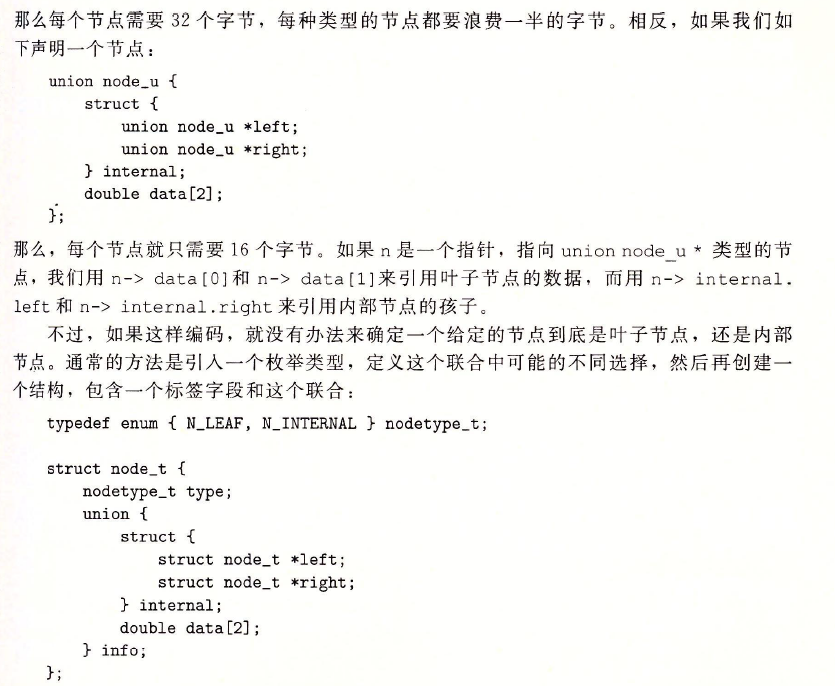 那么每个节点需要 32 个字节，每种类型的节点都要浪费一半的字节。相反，如果我们如
下声明一个节点：
union node_u {
    struct {
        union node_u *left;
        union node_u *right;
    } internal;
    double data[2];
};
那么，每个节点就只需要 16 个字节。如果 n 是一个指针，指向 union node_u * 类型的节
点，我们用 n-> data[0]和 n-> data[1]来引用叶子节点的数据，而用 n-> internal.
left 和 n-> internal.right 来引用内部节点的孩子。
不过，如果这样编码，就没有办法来确定一个给定的节点到底是叶子节点，还是内部
节点。通常的方法是引入一个枚举类型，定义这个联合中可能的不同选择，然后再创建一
个结构，包含一个标签字段和这个联合：
typedef enum { N_LEAF, N_INTERNAL } nodetype_t;
struct node_t {
    nodetype_t type;
    union {
        struct {
            struct node_t *left;
            struct node_t *right;
        } internal;
        double data[2];
    } info;
};